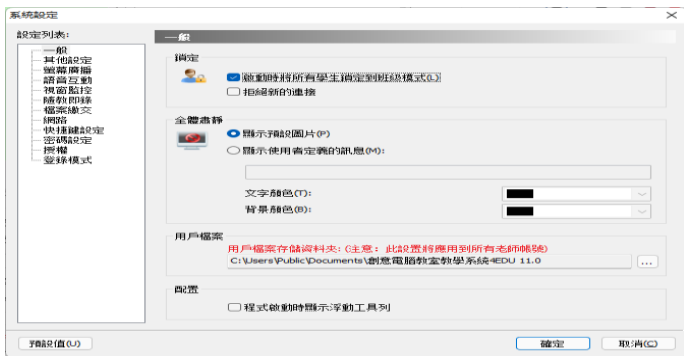 系統設定
設定列表:
一般
其他設定
螢幕廣播
語音互動
視窗監控
隨教即錄
檔案繳交
網路
快捷鍵設定
密碼設定
授權
登錄模式
一般
鎖定
啟動時將所有學生鎖定到班級模式(L)
拒絕新的連接
全體肅靜
顯示預設圖片(P)
顯示使用者定義的訊息(M):
文字顏色(T):
背景顏色(B):
用戶檔案
用戶檔案存儲資料夾: (注意: 此設置將應用到所有老師帳號)
C:\Users\Public\Documents\創意電腦教室教學系統4EDU 11.0
...
配置
程式啟動時顯示浮動工具列
預設值(U)
確定
取消(C)